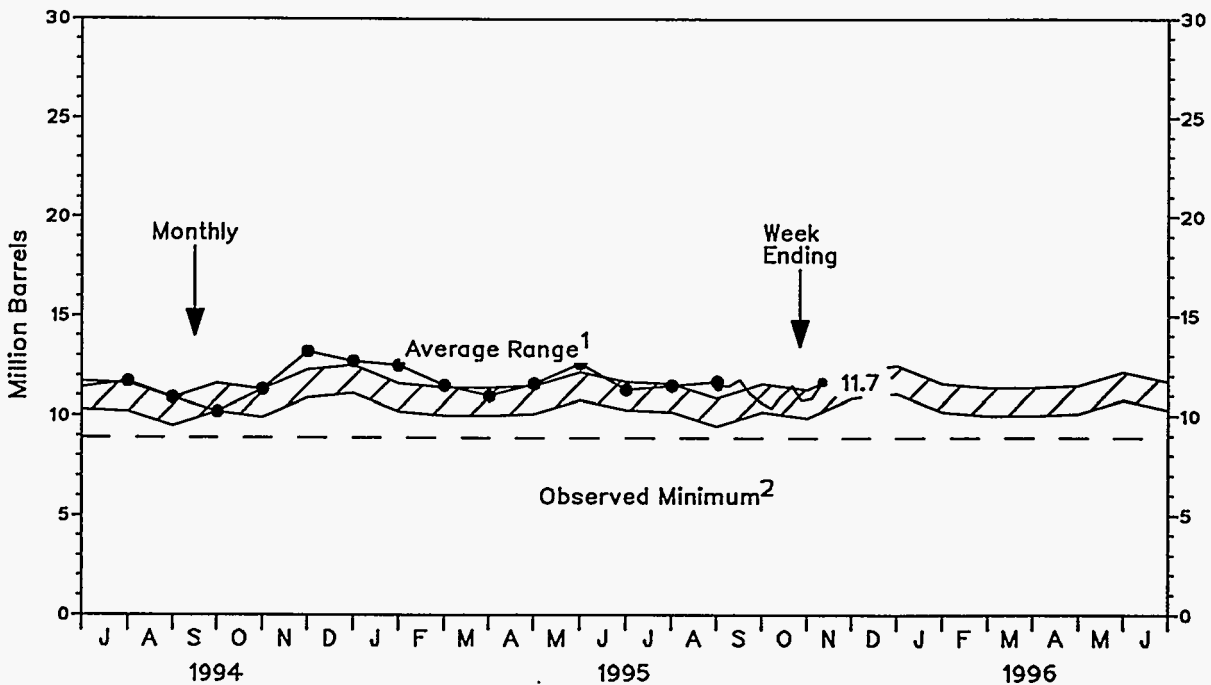 30
25
20
15
10
5
0
Million Barrels
30
25
20
15
10
5
0
Monthly
Week
Ending
Average Range1
11.7
Observed Minimum2
J A S O N D J F M A M J J A S O N D J F M A M J
1994 1995 1996